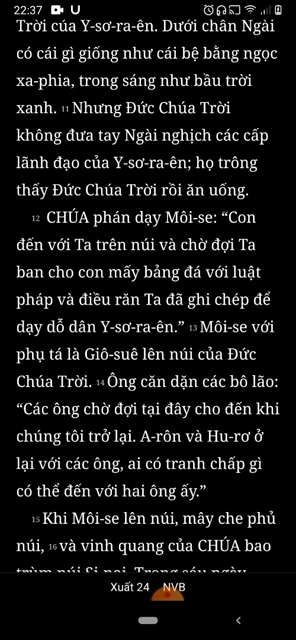 22:37
Trời của Y-sơ-ra-ên. Dưới chân Ngài
có cái gì giống như cái bệ bằng ngọc
xa-phia, trong sáng như bầu trời
xanh. 11 Nhưng Đức Chúa Trời
không đưa tay Ngài nghịch các cấp
lãnh đạo của Y-sơ-ra-ên; họ trông
thấy Đức Chúa Trời rồi ăn uống.
12 CHÚA phán dạy Môi-se: “Con
đến với Ta trên núi và chờ đợi Ta
ban cho con mấy bảng đá với luật
pháp và điều răn Ta đã ghi chép để
dạy dỗ dân Y-sơ-ra-ên.” 13 Môi-se với
phụ tá là Giô-suê lên núi của Đức
Chúa Trời. 14 Ông căn dặn các bô lão:
“Các ông chờ đợi tại đây cho đến khi
chúng tôi trở lại. A-rôn và Hu-rơ ở
lại với các ông, ai có tranh chấp gì
có thể đến với hai ông ấy.”
15 Khi Môi-se lên núi, mây che phủ
núi, 16 và vinh quang của CHÚA bao
trùm núi Si-nai. Trong sáu ngày
Xuất 24 NVB